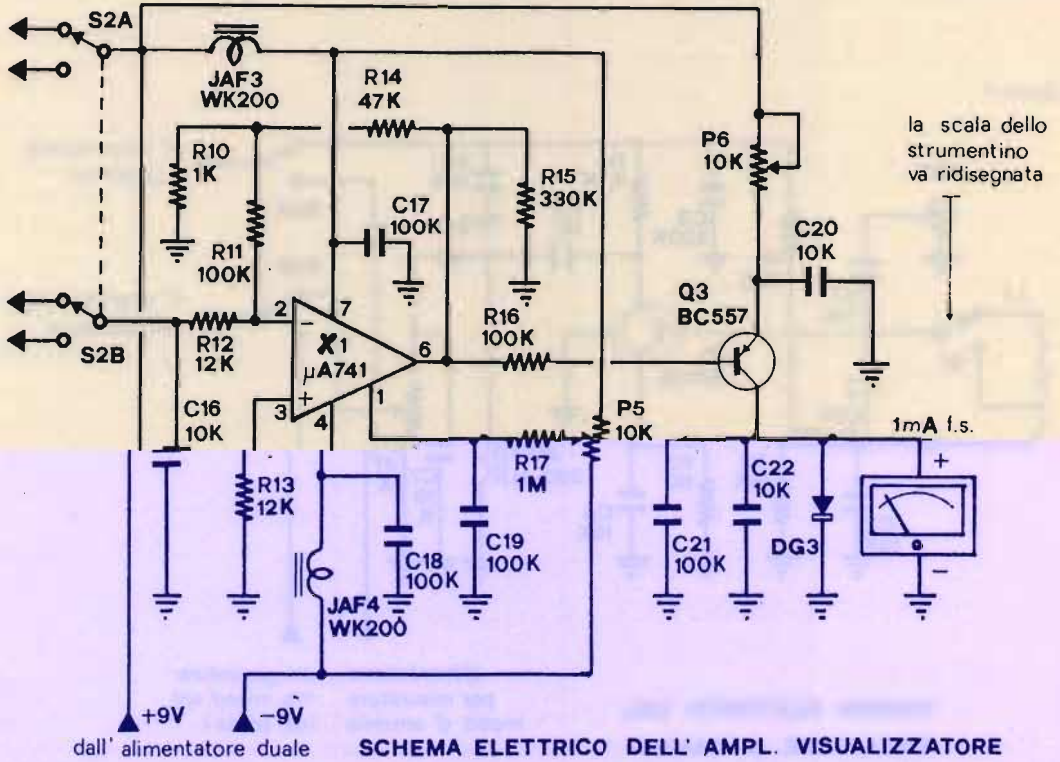 S2A
JAF3
WK200
R14
47K
R10
1K
R15
330K
P6
10K
la scala dello
strumentino
va ridisegnata
C17
100K
R11
100K
C20
10K
Q3
BC557
2
7
R16
100K
R12
12K
S2B
–
X1
µA741
6
+
1
3
4
C16
10K
P5
10K
1mA f.s.
R17
1M
+
R13
12K
C22
10K
C18
100K
C19
100K
C21
100K
DG3
–
JAF4
WK200
+9V
–9V
dall' alimentatore duale
SCHEMA ELETTRICO DELL' AMPL. VISUALIZZATORE